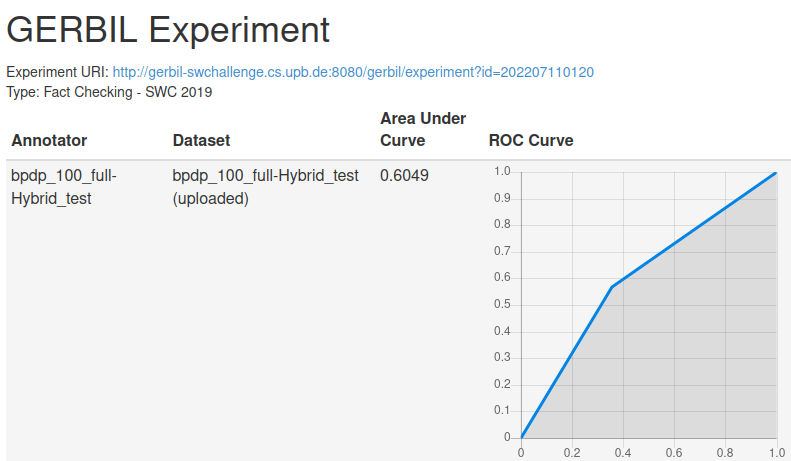 GERBIL Experiment
Experiment URI: http://gerbil-swchallenge.cs.upb.de:8080/gerbil/experiment?id=202207110120
Type: Fact Checking - SWC 2019
Annotator
Dataset
Area Under
Curve
ROC Curve
bpdp_100_full-
Hybrid_test
bpdp_100_full-Hybrid_test
(uploaded)
0.6049
1.0
0.9
0.8
0.7
0.6
0.5
0.4
0.3
0.2
0.1
0
0 0.2 0.4 0.6 0.8 1.0